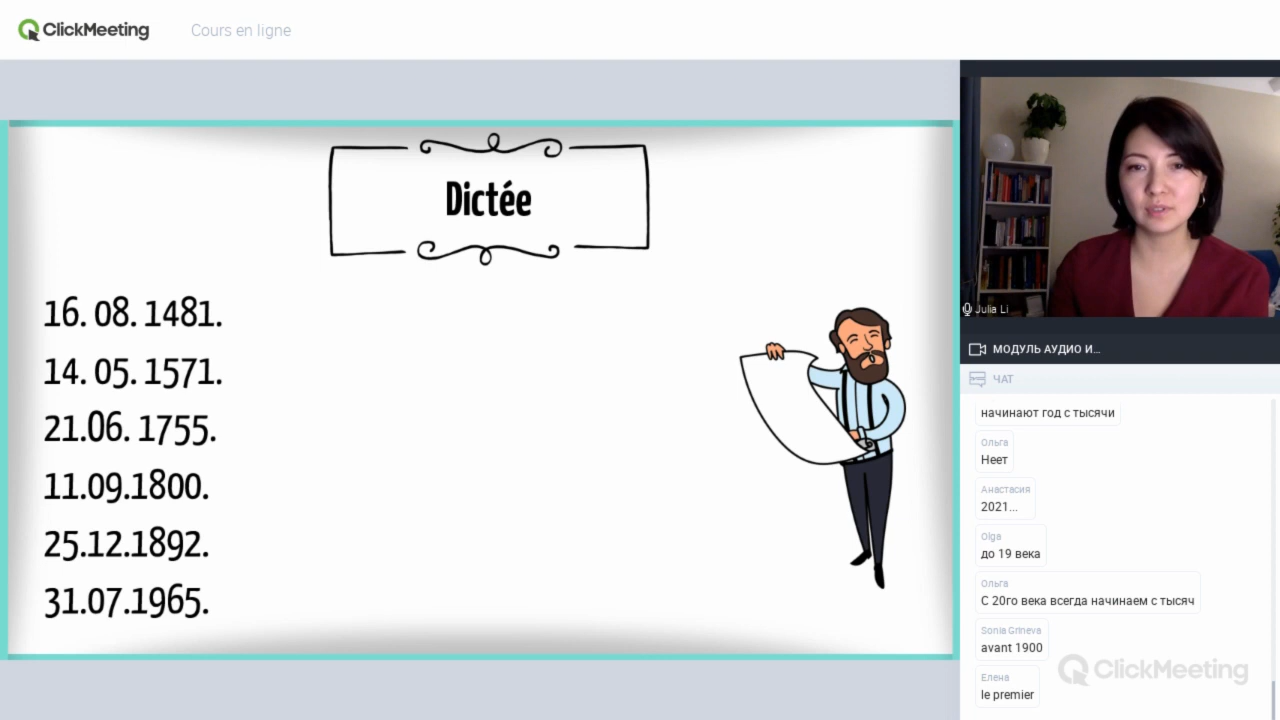 ClickMeeting
Cours en ligne
Dictée
16. 08. 1481.
14. 05. 1571.
21.06. 1755.
11.09.1800.
25.12.1892.
31.07.1965.
Julia Li
МОДУЛЬ АУДИО И...
ЧАТ
начинают год с тысячи
Ольга
Неет
Анастасия
2021...
Olga
до 19 века
Ольга
С 20го века всегда начинаем с тысяч
Sonia Grineva
avant 1900
Елена
le premier
ClickMeeting